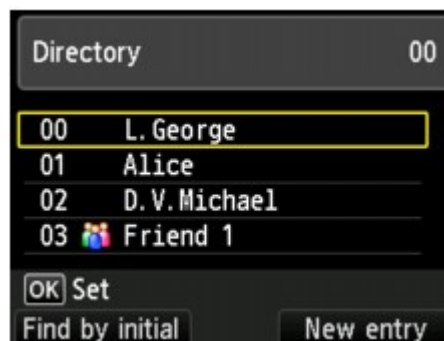 Directory 00
00 L.George
01 Alice
02 D.V.Michael
03 Friend 1
OK Set
Find by initial New entry